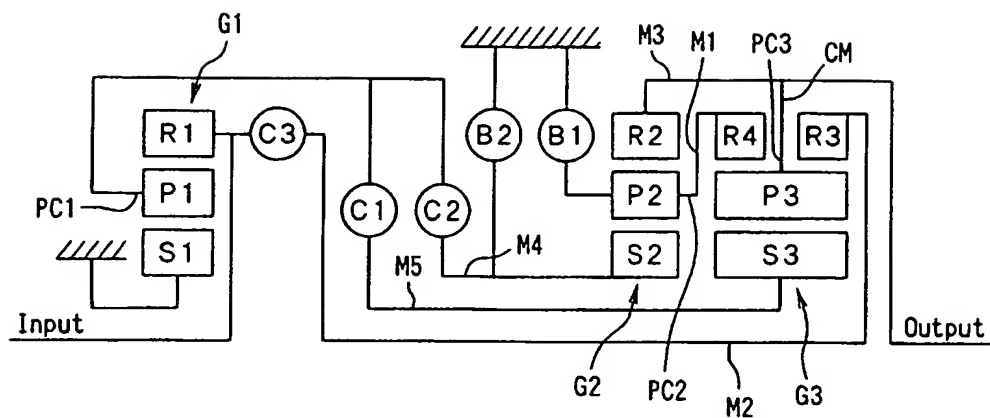 G1
M3
M1
PC3
CM
R1
C3
B2
B1
R2
R4
R3
PC1
P1
C1
C2
P2
P3
S1
M4
S2
S3
M5
Input
Output
G2
PC2
M2
G3